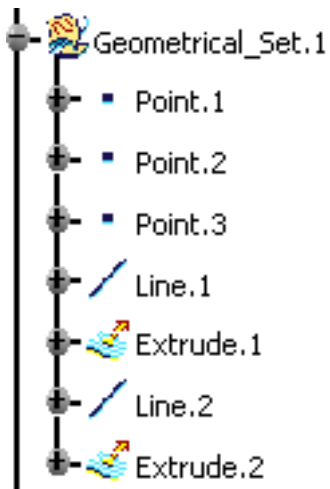 Geometrical_Set.1
Point.1
Point.2
Point.3
Line.1
Extrude.1
Line.2
Extrude.2